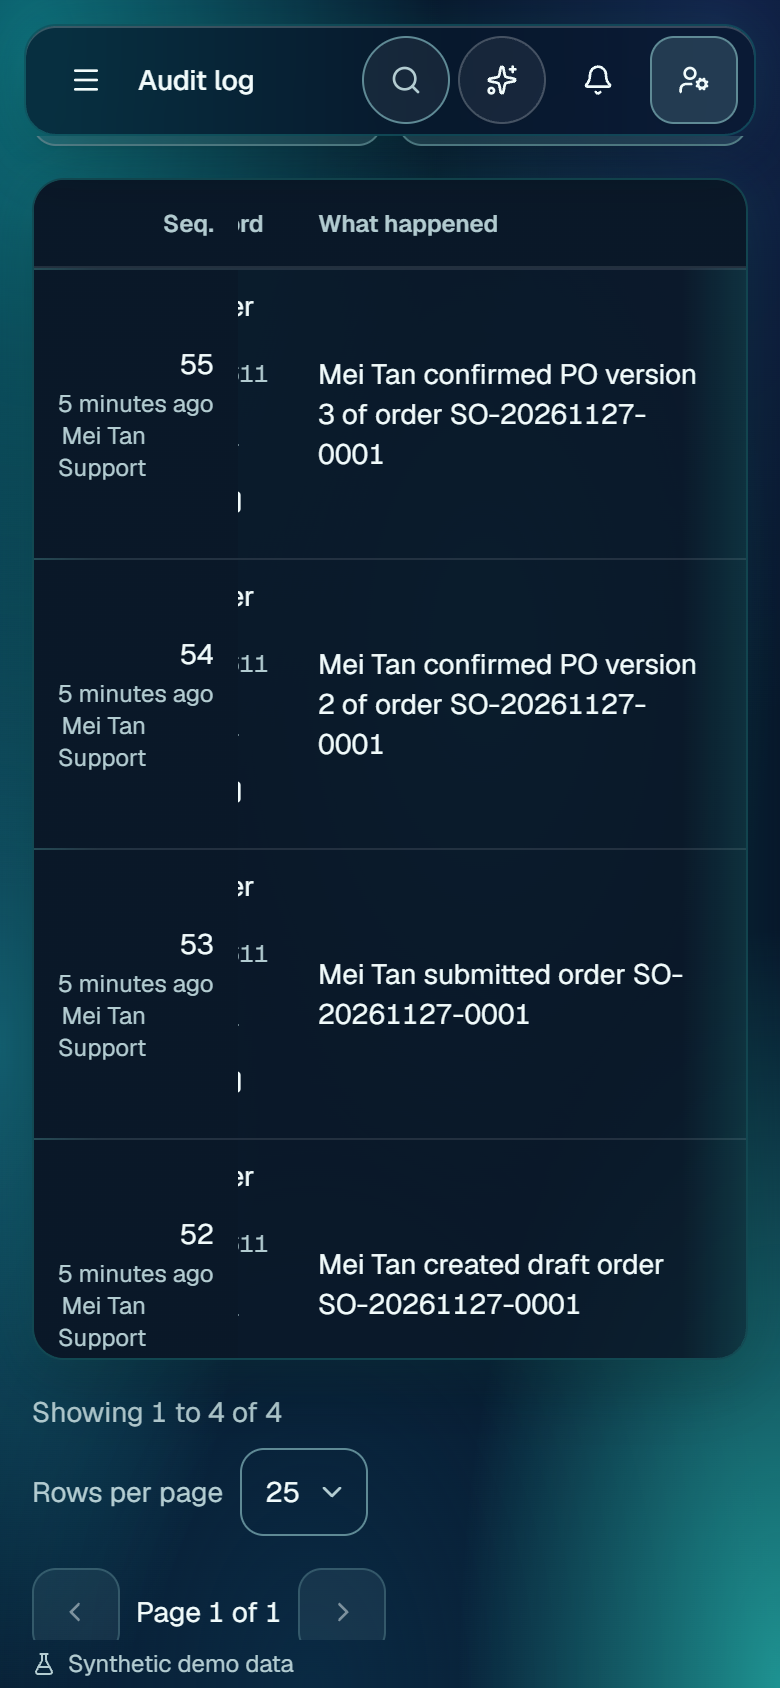 Audit log
Seq.
What happened
55
5 minutes ago
Mei Tan
Support
Mei Tan confirmed PO version
3 of order SO-20261127-
0001
54
5 minutes ago
Mei Tan
Support
Mei Tan confirmed PO version
2 of order SO-20261127-
0001
53
5 minutes ago
Mei Tan
Support
Mei Tan submitted order SO-
20261127-0001
52
5 minutes ago
Mei Tan
Support
Mei Tan created draft order
SO-20261127-0001
Showing 1 to 4 of 4
Rows per page
25
Page 1 of 1
Synthetic demo data